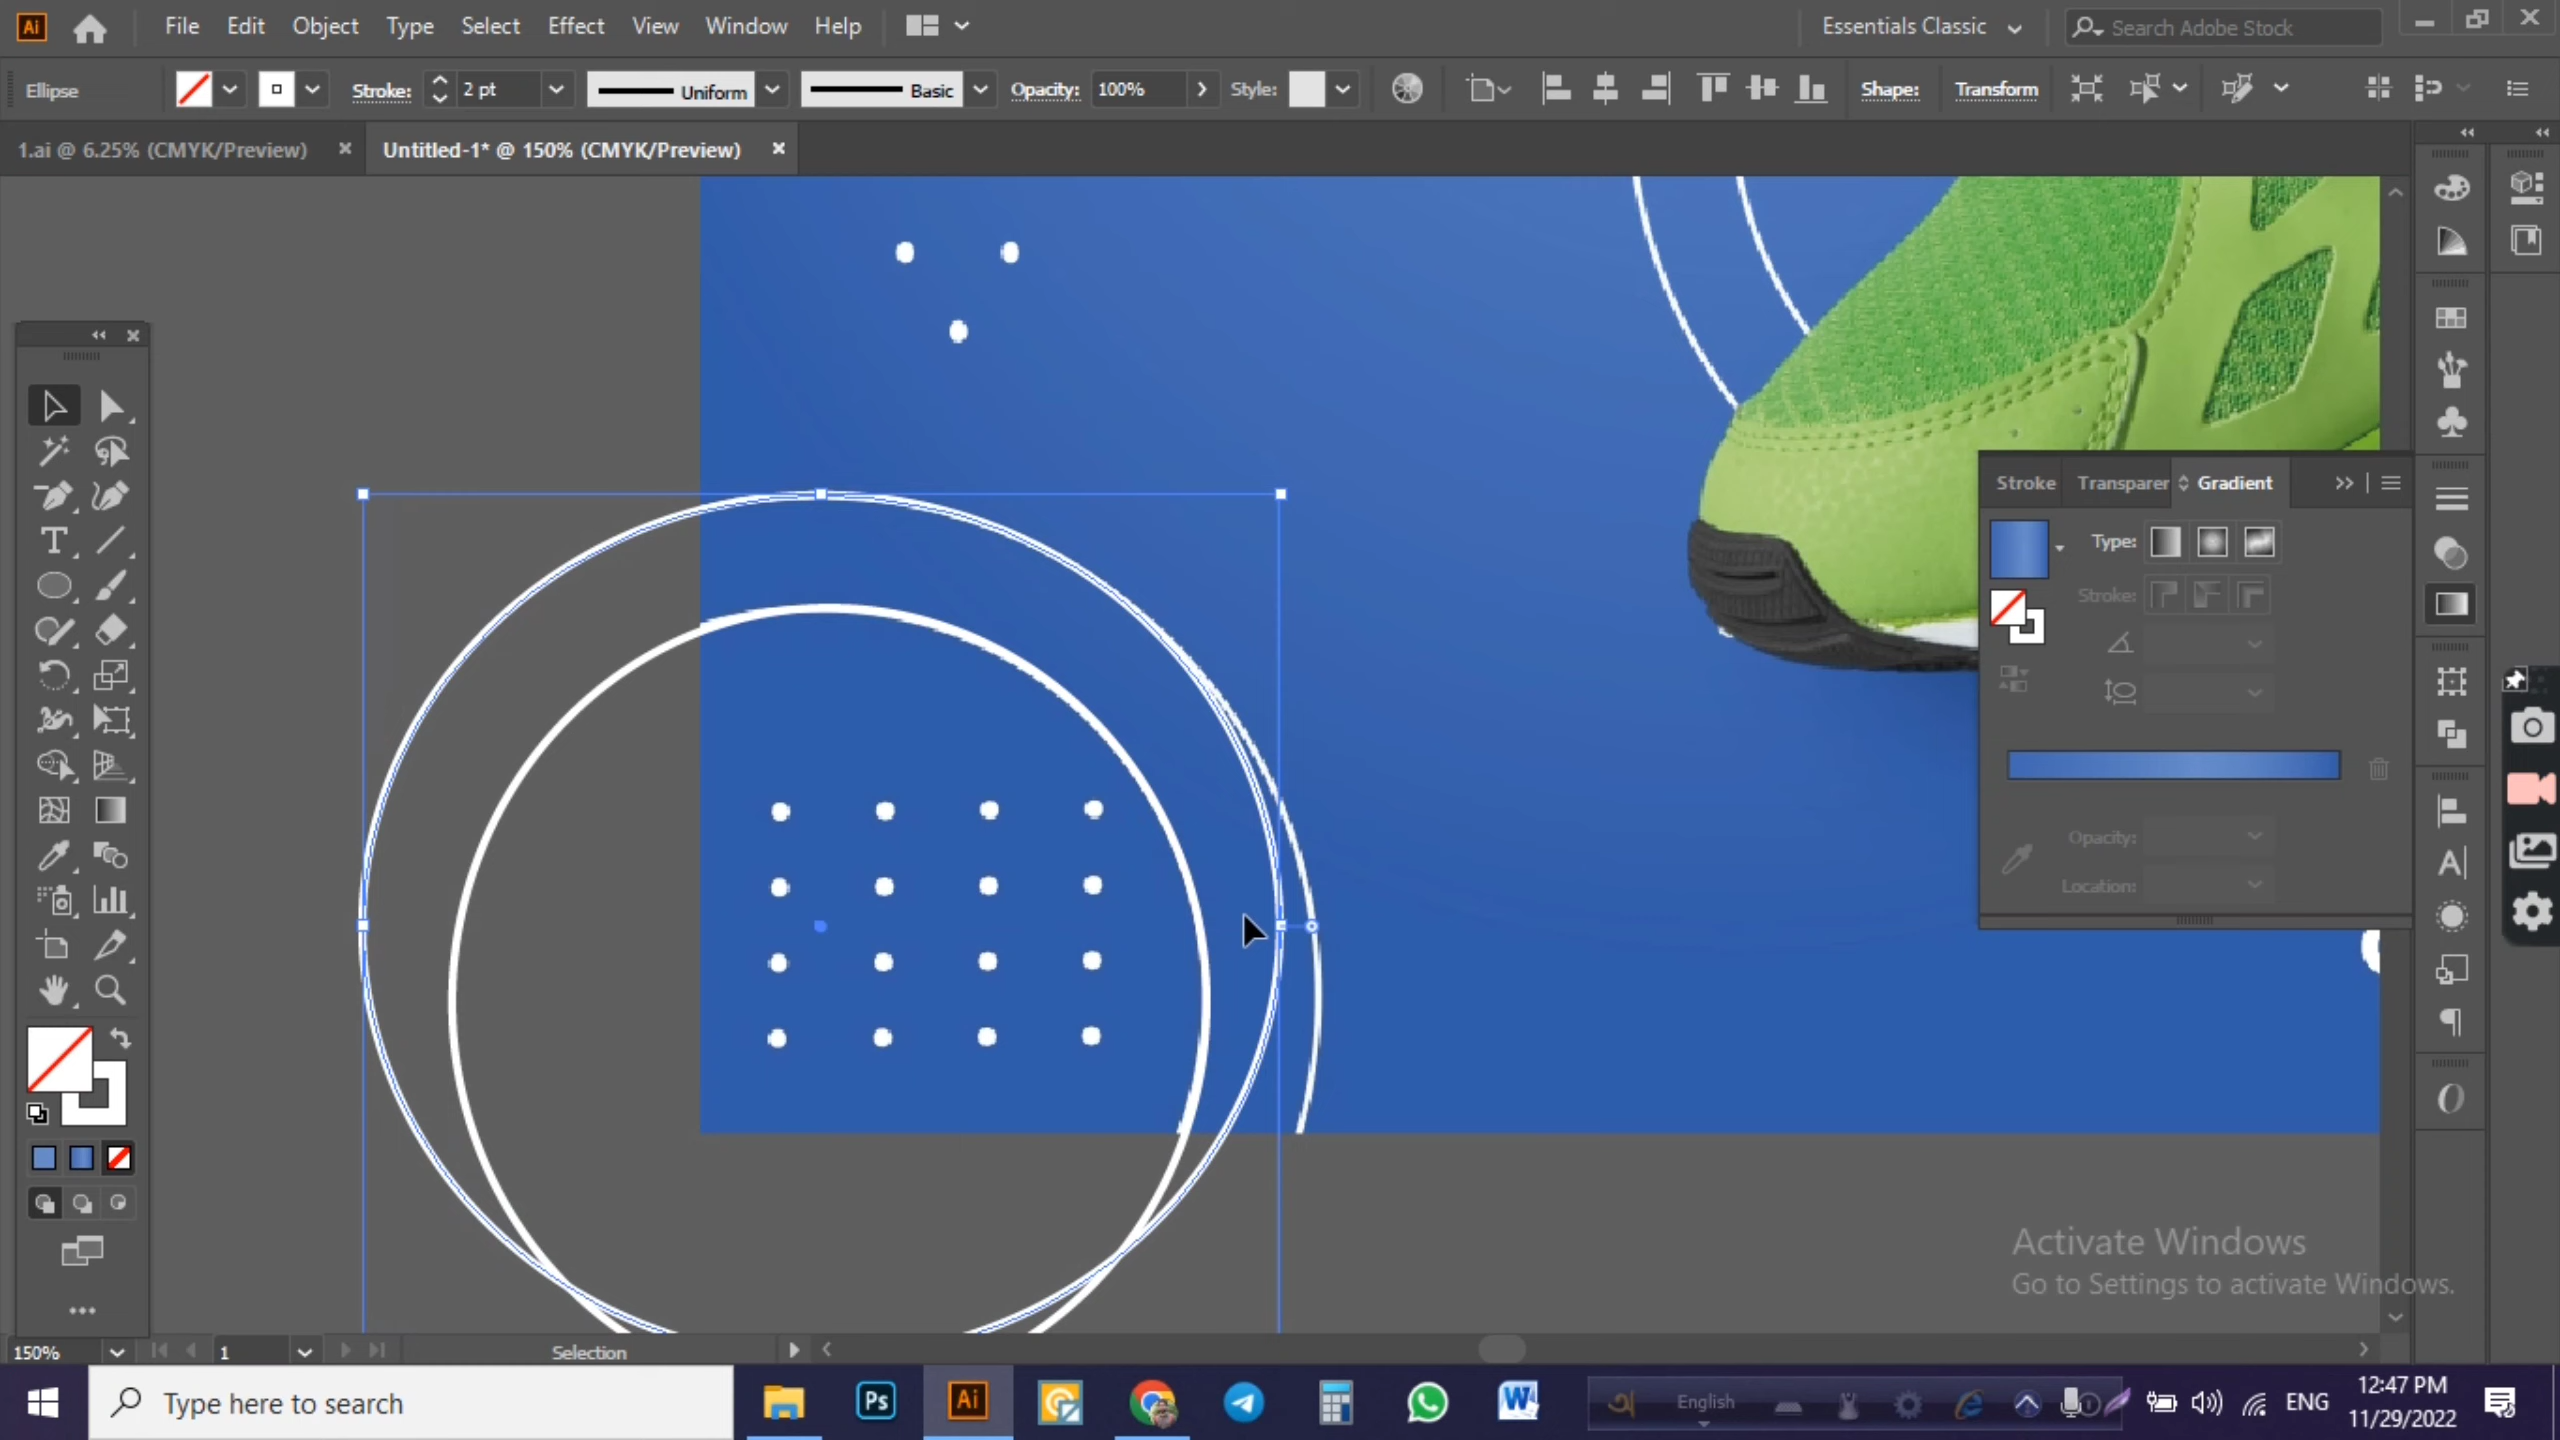 Ai File Edit Object Type Select Effect View Window Help Essentials Classic Search Adobe Stock
Ellipse Stroke: 2 pt Uniform Basic Opacity: 100% Style: Shape: Transform
1.ai @ 6.25% (CMYK/Preview) × Untitled-1* @ 150% (CMYK/Preview) ×
Stroke Transparer Gradient
Type:
Stroke:
Opacity:
Location:
Activate Windows
Go to Settings to activate Windows.
150% 1 Selection
Type here to search Ps Ai W English ENG 12:47 PM
11/29/2022